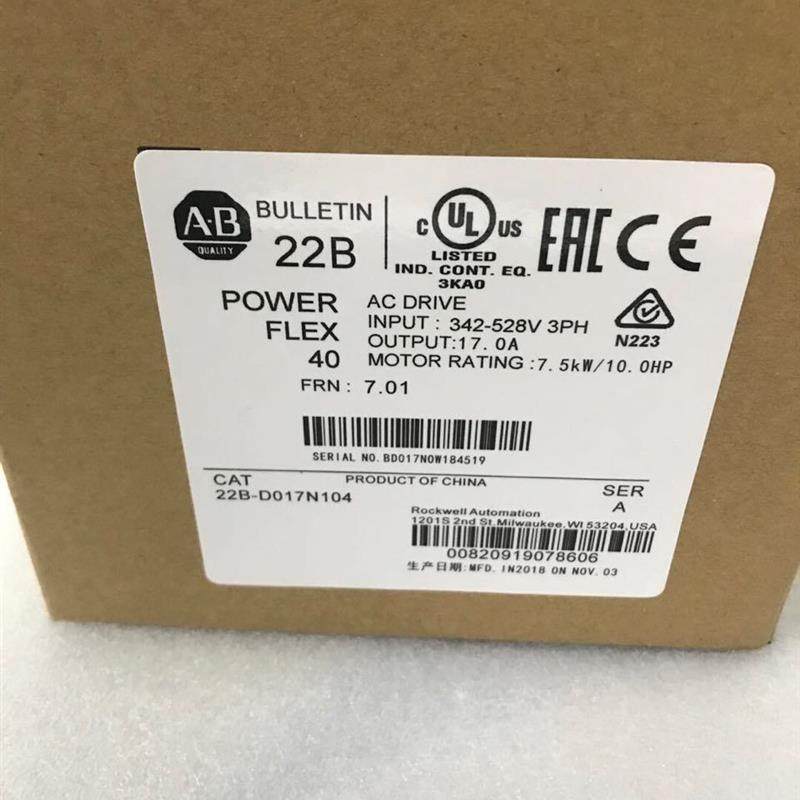 A·B
QUALITY
BULLETIN
22B
C UL US
LISTED
IND. CONT. EQ.
3KA0
EAC CE
N223
POWER
FLEX
40
AC DRIVE
INPUT : 342-528V 3PH
OUTPUT:17.0A
MOTOR RATING :7.5kW/10.0HP
FRN : 7.01
SERIAL NO.BD017N0W184519
CAT
22B-D017N104
PRODUCT OF CHINA
SER
A
Rockwell Automation
1201S 2nd St.Milwaukee,WI 53204,USA
00820919078606
生产日期:MFD. IN2018 ON NOV.03